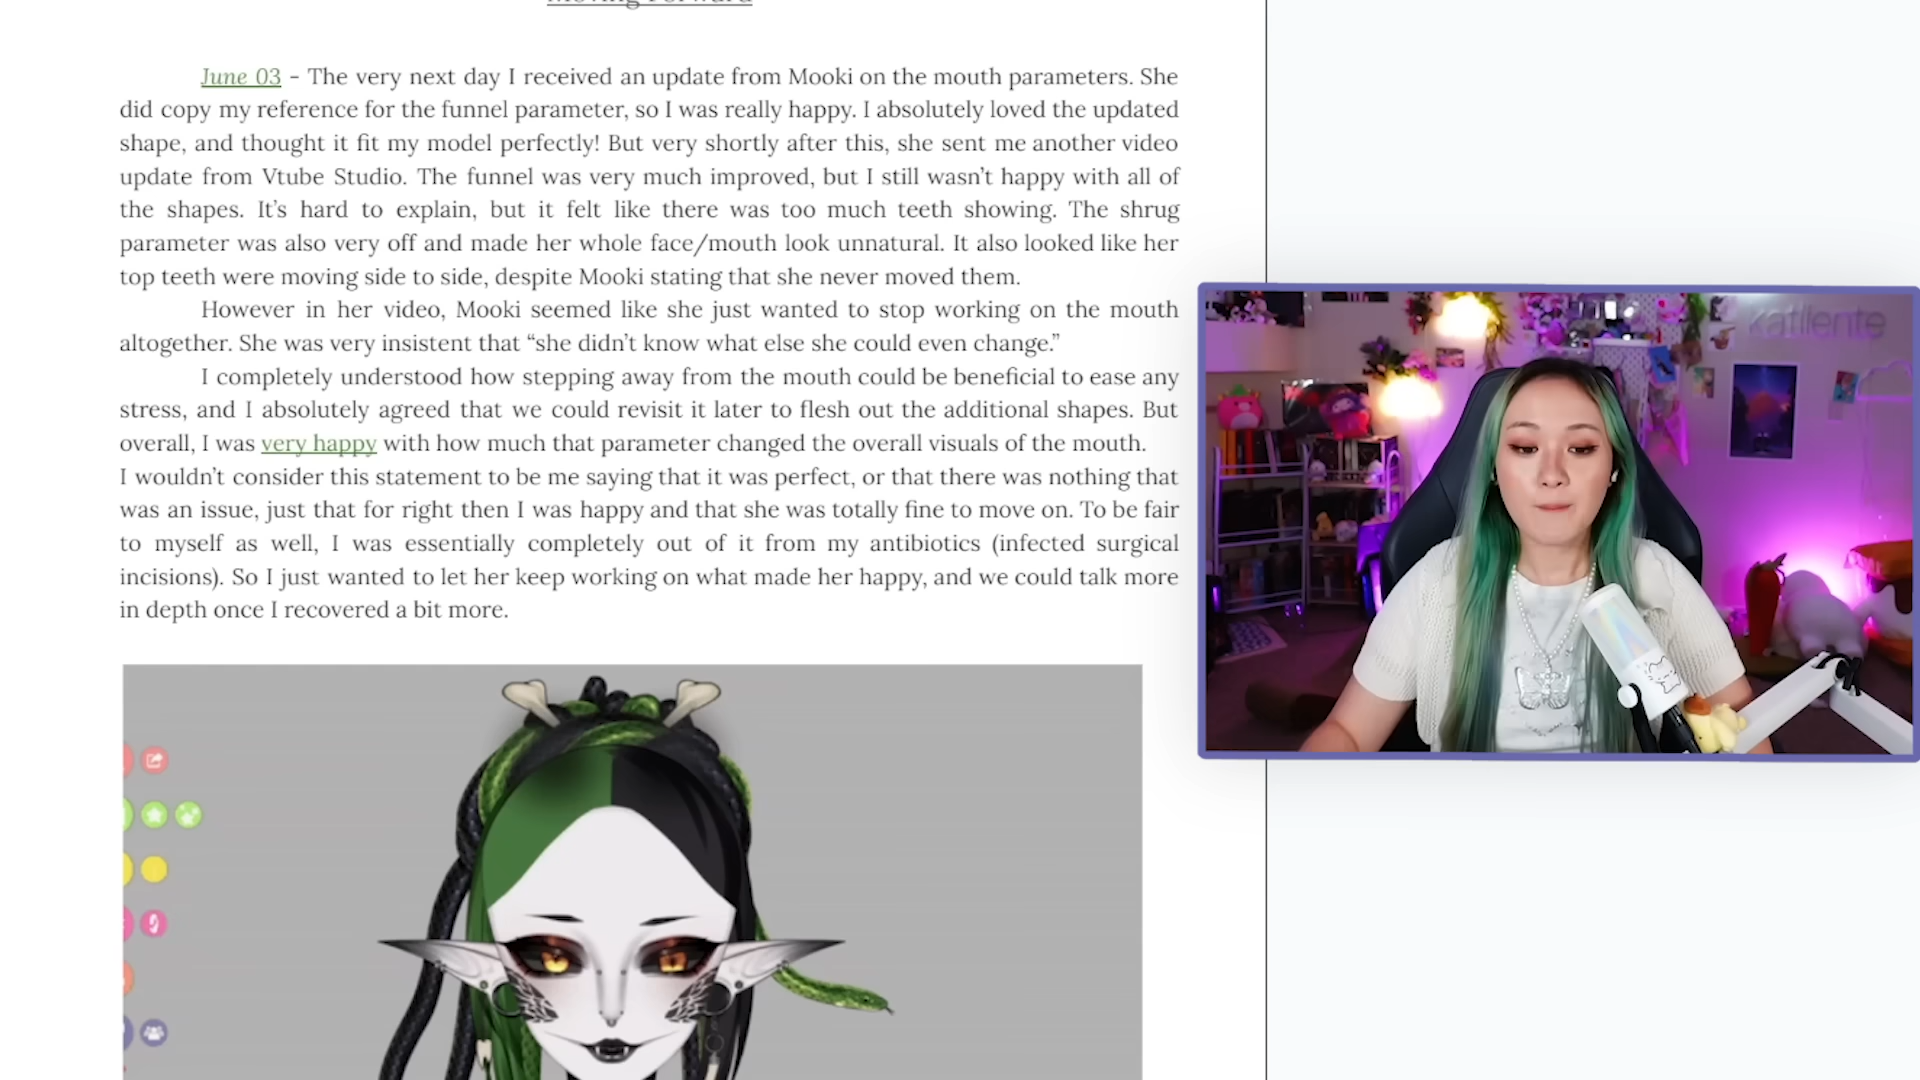 Moving Forward
June 03 - The very next day I received an update from Mooki on the mouth parameters. She
did copy my reference for the funnel parameter, so I was really happy. I absolutely loved the updated
shape, and thought it fit my model perfectly! But very shortly after this, she sent me another video
update from Vtube Studio. The funnel was very much improved, but I still wasn’t happy with all of
the shapes. It’s hard to explain, but it felt like there was too much teeth showing. The shrug
parameter was also very off and made her whole face/mouth look unnatural. It also looked like her
top teeth were moving side to side, despite Mooki stating that she never moved them.
However in her video, Mooki seemed like she just wanted to stop working on the mouth
altogether. She was very insistent that “she didn’t know what else she could even change.”
I completely understood how stepping away from the mouth could be beneficial to ease any
stress, and I absolutely agreed that we could revisit it later to flesh out the additional shapes. But
overall, I was very happy with how much that parameter changed the overall visuals of the mouth.
I wouldn’t consider this statement to be me saying that it was perfect, or that there was nothing that
was an issue, just that for right then I was happy and that she was totally fine to move on. To be fair
to myself as well, I was essentially completely out of it from my antibiotics (infected surgical
incisions). So I just wanted to let her keep working on what made her happy, and we could talk more
in depth once I recovered a bit more.
katliente